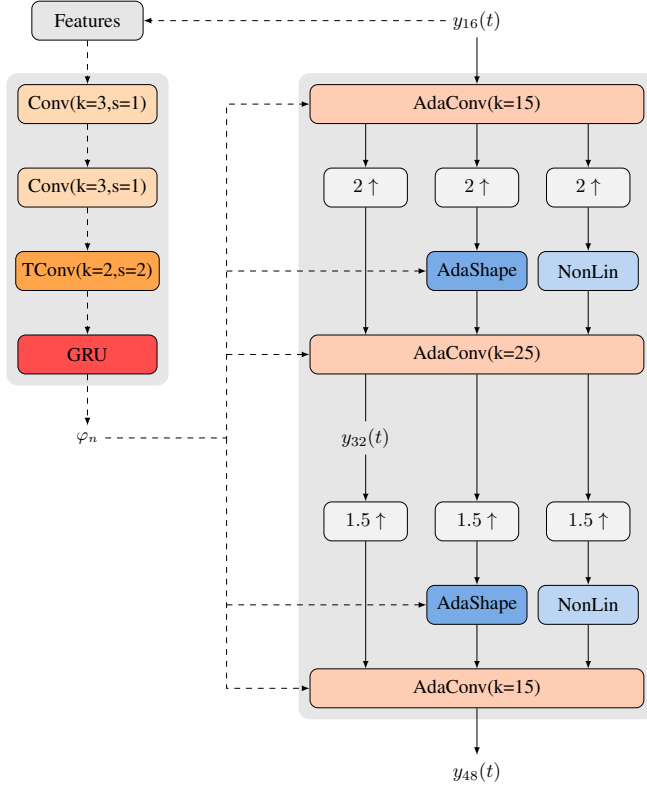 Features
y₁₆(t)
Conv(k=3,s=1)
AdaConv(k=15)
Conv(k=3,s=1)
2 ↑
2 ↑
2 ↑
TConv(k=2,s=2)
AdaShape
NonLin
GRU
AdaConv(k=25)
φₙ
y₃₂(t)
1.5 ↑
1.5 ↑
1.5 ↑
AdaShape
NonLin
AdaConv(k=15)
y₄₈(t)